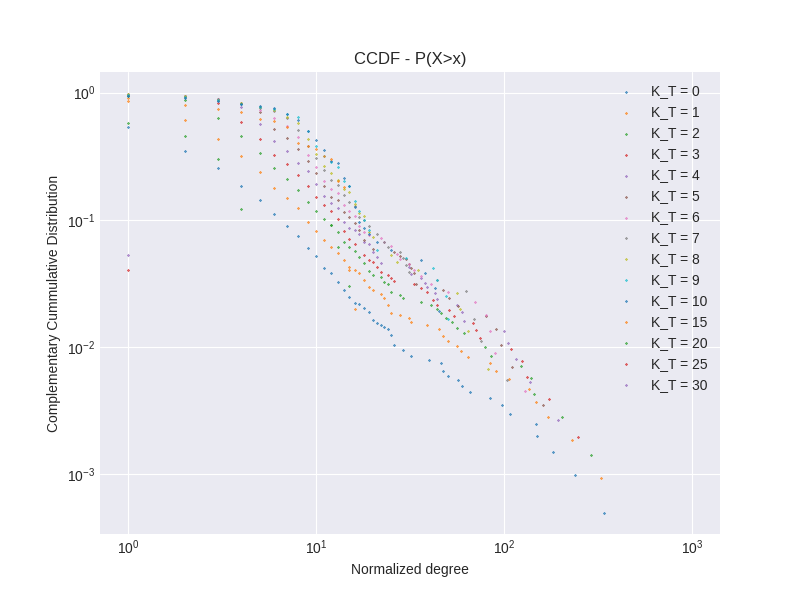 CCDF - P(X>x)
Complementary Cummulative Distribution
10^0
10^-1
10^-2
10^-3
10^0
10^1
10^2
10^3
Normalized degree
K_T = 0
K_T = 1
K_T = 2
K_T = 3
K_T = 4
K_T = 5
K_T = 6
K_T = 7
K_T = 8
K_T = 9
K_T = 10
K_T = 15
K_T = 20
K_T = 25
K_T = 30